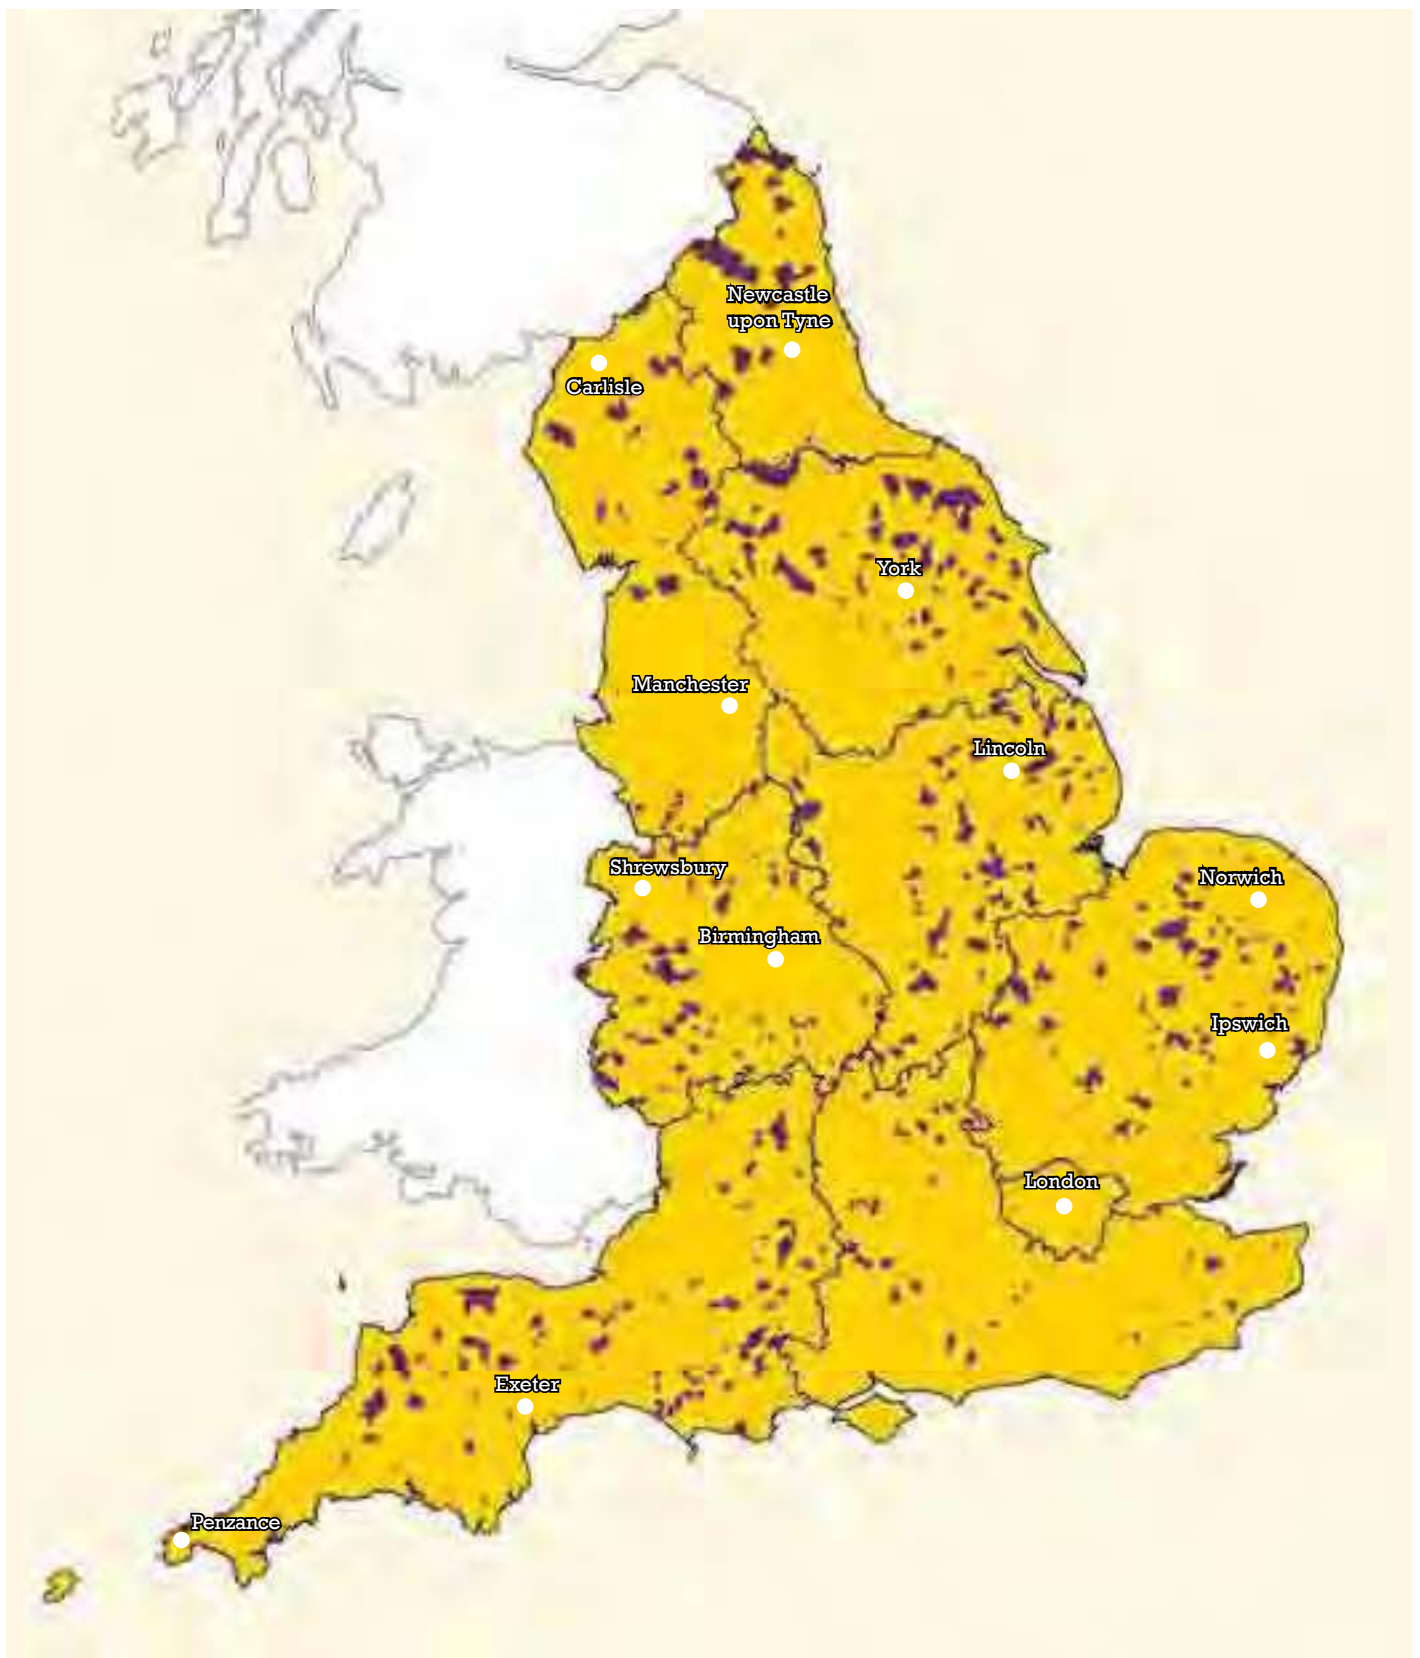 Newcastle
upon Tyne
Carlisle
York
Manchester
Lincoln
Shrewsbury
Norwich
Birmingham
Ipswich
London
Exeter
Penzance